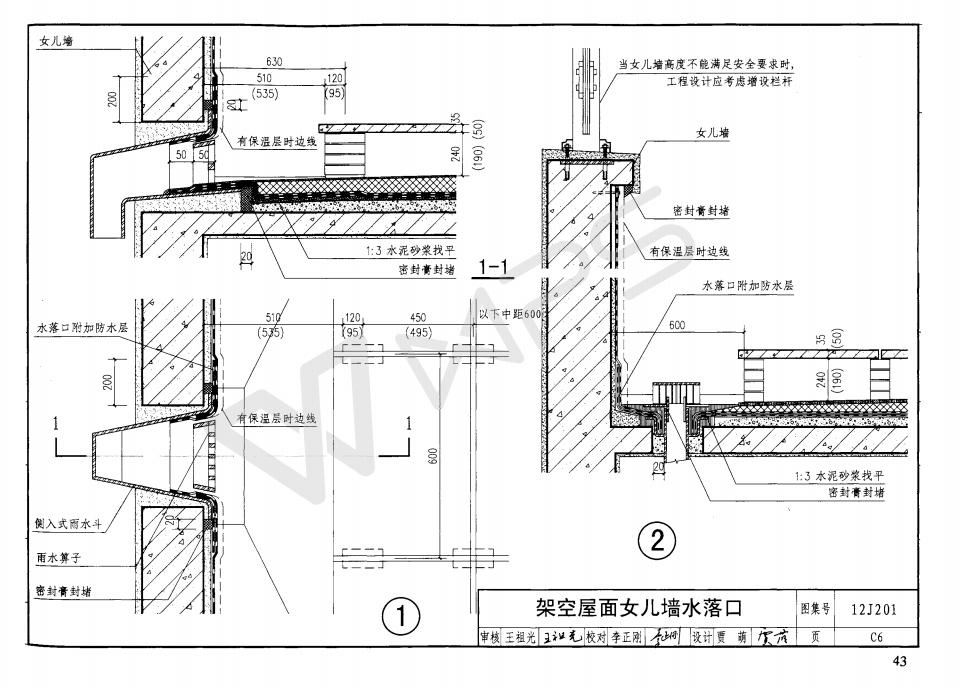 女儿墙
630
510
120
(535)
(95)
200
20
50
50
有保温层时边线
35
(50)
240
(190)
1:3 水泥砂浆找平
密封膏封堵
20
1-1
510
(535)
120
(95)
450
(495)
以下中距600
水落口附加防水层
200
有保温层时边线
1
1
600
20
侧入式雨水斗
雨水箅子
密封膏封堵
1
当女儿墙高度不能满足安全要求时,
工程设计应考虑增设栏杆
女儿墙
密封膏封堵
有保温层时边线
水落口附加防水层
600
35
(50)
240
(190)
20
1:3 水泥砂浆找平
密封膏封堵
2
WPS
架空屋面女儿墙水落口
图集号
12J201
审核 王祖光 校对 李正刚 设计 贾 萌
页
C6
43